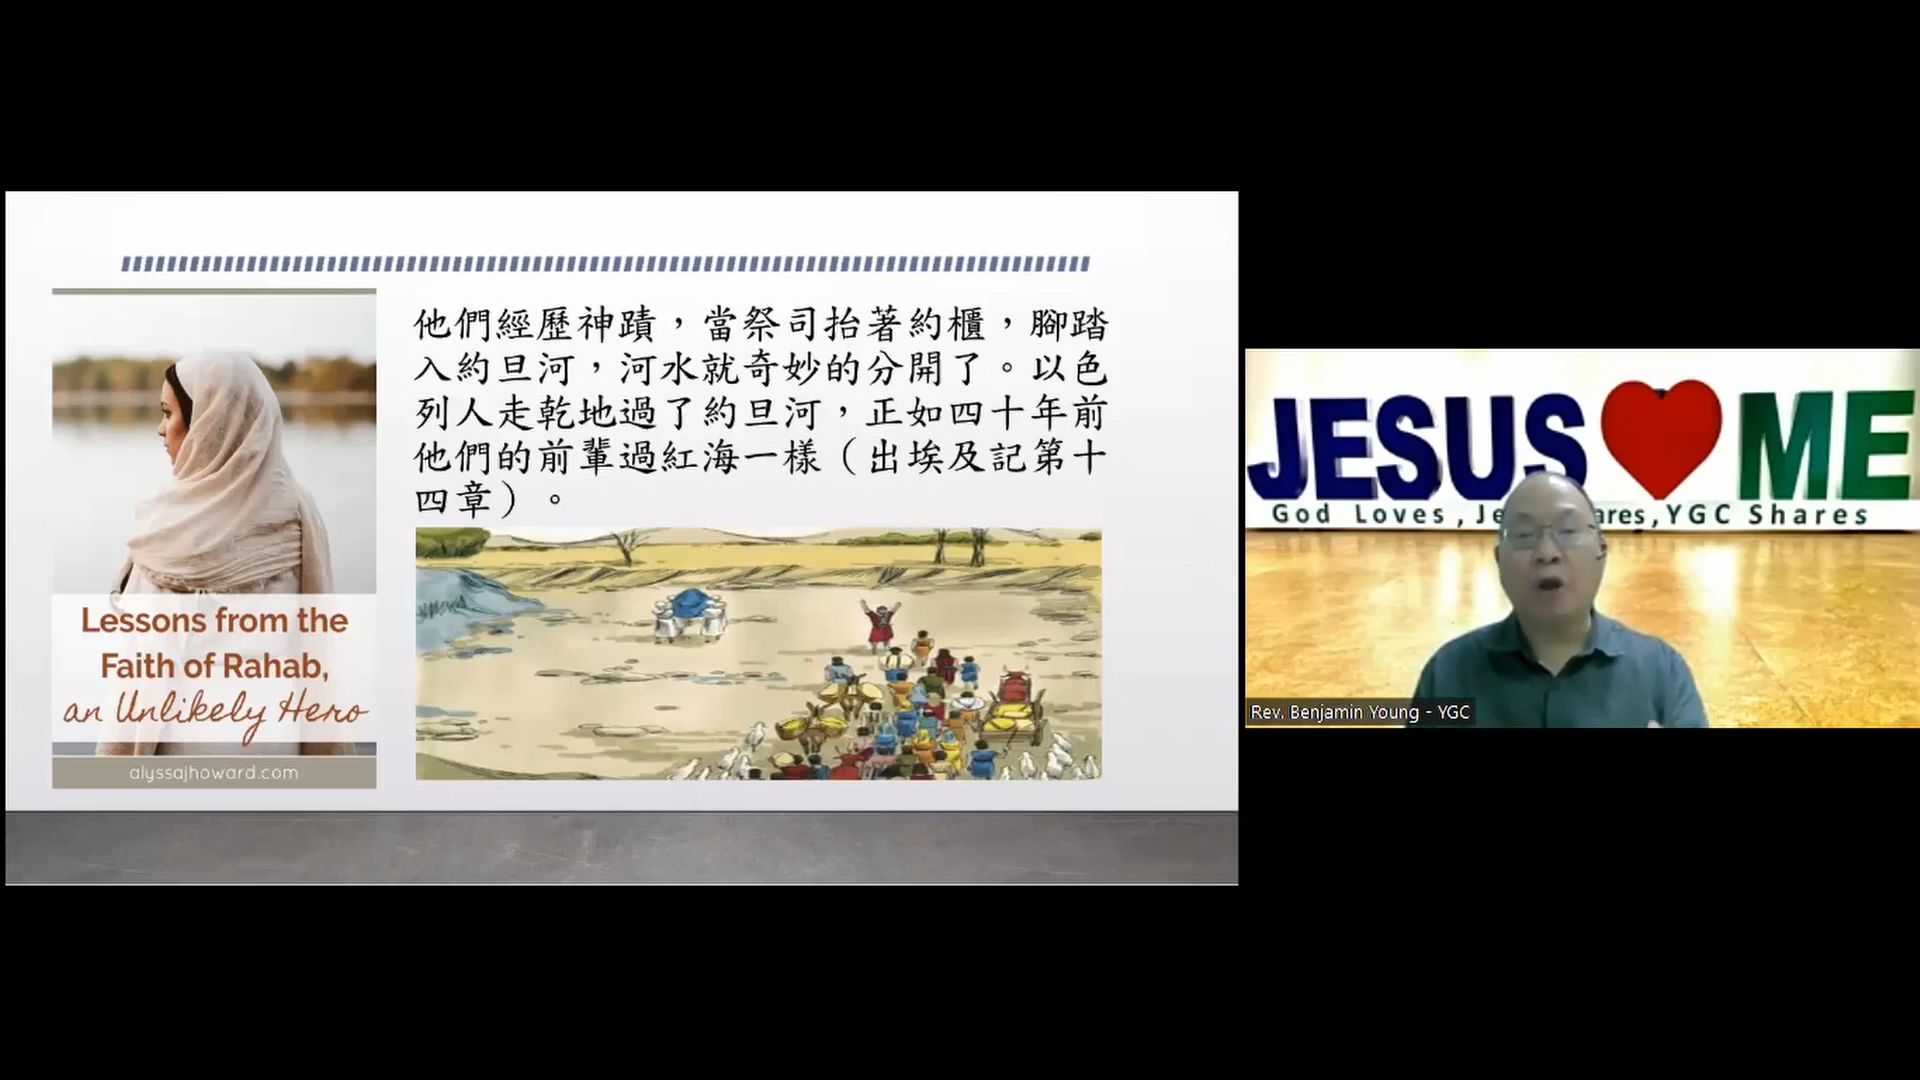 他們經歷神蹟，當祭司抬著約櫃，腳踏
入約旦河，河水就奇妙的分開了。以色
列人走乾地過了約旦河，正如四十年前
他們的前輩過紅海一樣（出埃及記第十
四章）。
Lessons from the
Faith of Rahab,
an Unlikely Hero
alyssajhoward.com
JESUS ME
God Loves, Je ares, YGC Shares
Rev. Benjamin Young - YGC